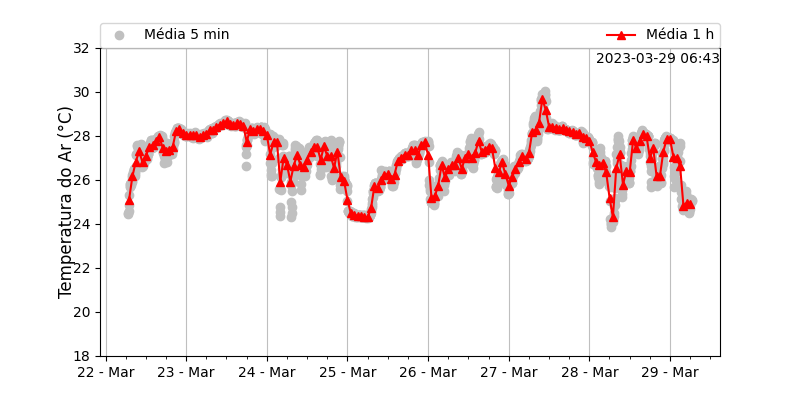 Média 5 min
Média 1 h
2023-03-29 06:43
Temperatura do Ar (°C)
32
30
28
26
24
22
20
18
22 - Mar
23 - Mar
24 - Mar
25 - Mar
26 - Mar
27 - Mar
28 - Mar
29 - Mar